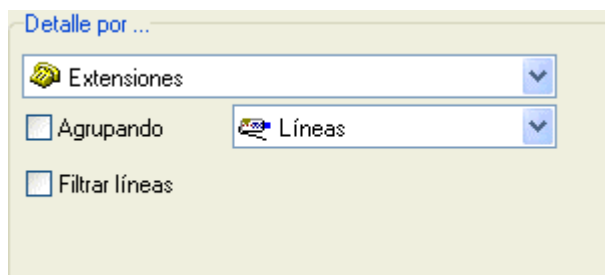 Detalle por ...
Extensiones
Agrupando Líneas
Filtrar líneas